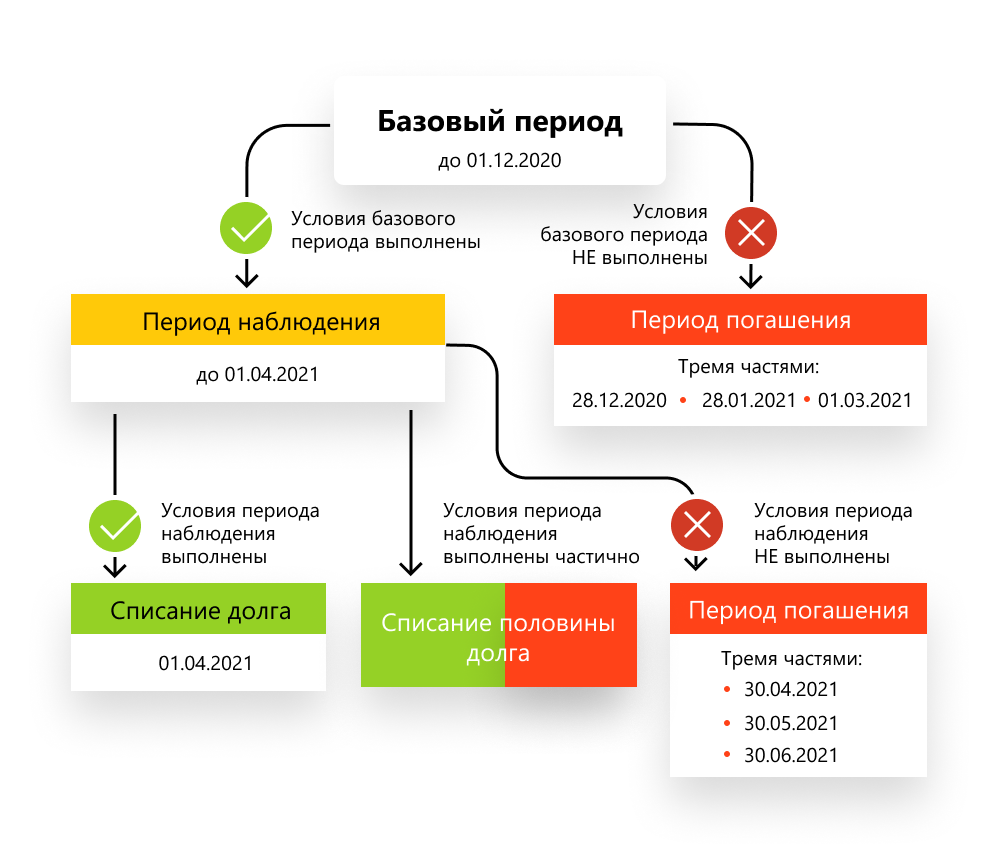 Базовый период
до 01.12.2020
Условия базового
периода выполнены
Условия
базового периода
НЕ выполнены
Период наблюдения
до 01.04.2021
Период погашения
Тремя частями:
28.12.2020 • 28.01.2021 • 01.03.2021
Условия периода
наблюдения
выполнены
Условия периода
наблюдения
выполнены частично
Условия периода
наблюдения
НЕ выполнены
Списание долга
01.04.2021
Списание половины
долга
Период погашения
Тремя частями:
• 30.04.2021
• 30.05.2021
• 30.06.2021